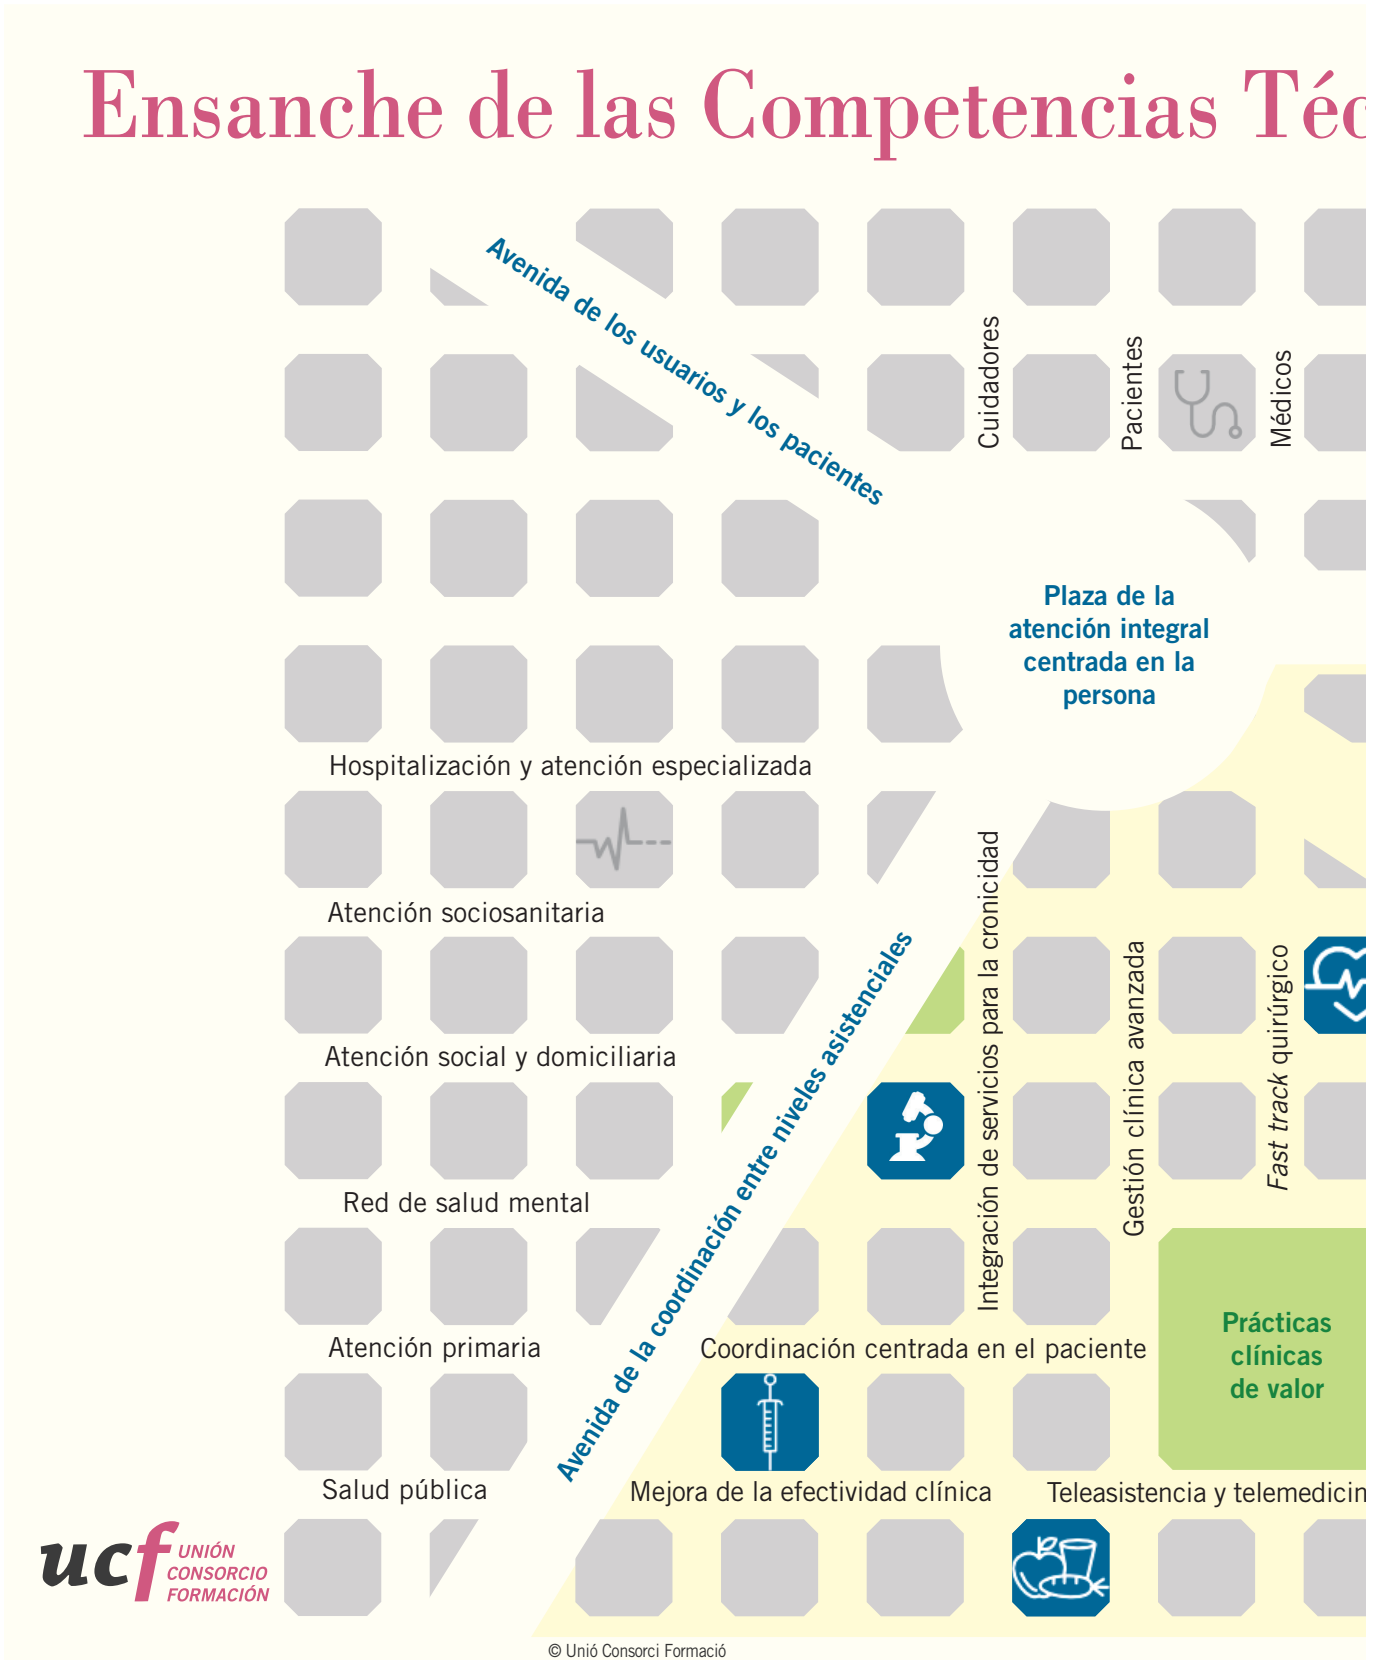 Ensanche de las Competencias Téc
Avenida de los usuarios y los pacientes
Cuidadores
Pacientes
Médicos
Plaza de la
atención integral
centrada en la
persona
Hospitalización y atención especializada
Atención sociosanitaria
Atención social y domiciliaria
Red de salud mental
Atención primaria
Salud pública
Avenida de la coordinación entre niveles asistenciales
Integración de servicios para la cronicidad
Gestión clínica avanzada
Fast track quirúrgico
Coordinación centrada en el paciente
Prácticas
clínicas
de valor
Mejora de la efectividad clínica
Teleasistencia y telemedicin
ucf UNIÓN
CONSORCIO
FORMACIÓN
© Unió Consorci Formació